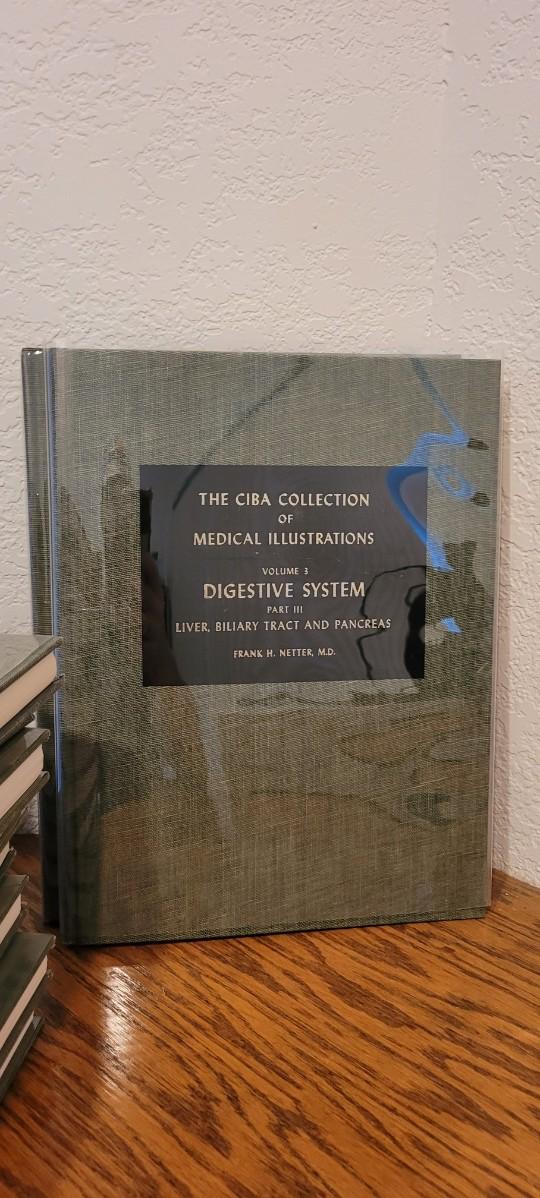 THE CIBA COLLECTION
OF
MEDICAL ILLUSTRATIONS
VOLUME 3
DIGESTIVE SYSTEM
PART III
LIVER, BILIARY TRACT AND PANCREAS
FRANK H. NETTER, M.D.